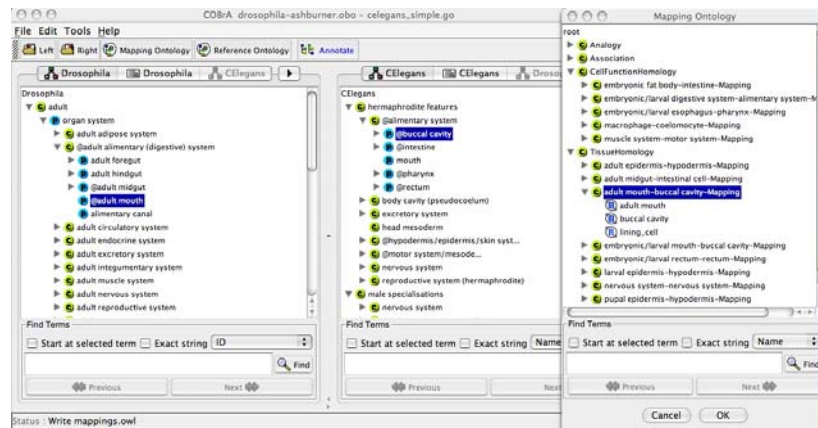 COBrA drosophila-ashburner.obo - celegans_simple.go
File Edit Tools Help
Left Right Mapping Ontology Reference Ontology Annotate
Drosophila Drosophila CElegans
Drosophila
adult
organ system
adult adipose system
@adult alimentary (digestive) system
adult foregut
adult hindgut
@adult midgut
@adult mouth
alimentary canal
adult circulatory system
adult endocrine system
adult excretory system
adult integumentary system
adult muscle system
adult nervous system
adult reproductive system
Find Terms
Start at selected term Exact string ID
Find
Previous Next
Status : Write mappings.owl
CElegans CElegans Droso
CElegans
hermaphrodite features
@alimentary system
@buccal cavity
@intestine
mouth
@pharynx
@rectum
body cavity (pseudocoelum)
excretory system
head mesoderm
@hypodermis/epidermis/skin syst...
@motor system/mesode...
nervous system
reproductive system (hermaphrodite)
male specialisations
nervous system
Find Terms
Start at selected term Exact string Name
Previous Next
Mapping Ontology
root
Analogy
Association
CellFunctionHomology
embryonic fat body-intestine-Mapping
embryonic/larval digestive system-alimentary system-M
embryonic/larval esophagus-pharynx-Mapping
macrophage-coelomocyte-Mapping
muscle system-motor system-Mapping
TissueHomology
adult epidermis-hypodermis-Mapping
adult midgut-intestinal cell-Mapping
adult mouth-buccal cavity-Mapping
adult mouth
buccal cavity
lining_cell
embryonic/larval mouth-buccal cavity-Mapping
embryonic/larval rectum-rectum-Mapping
larval epidermis-hypodermis-Mapping
nervous system-nervous system-Mapping
pupal epidermis-hypodermis-Mapping
Find Terms
Start at selected term Exact string Name
Find
Previous Next
Cancel OK